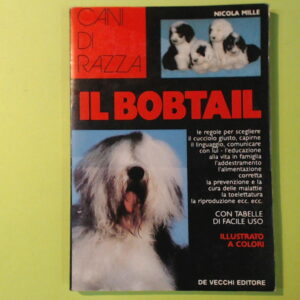 CANI
DI
RAZZA
NICOLA MILLE
IL BOBTAIL
le regole per scegliere
il cucciolo giusto, capirne
il linguaggio, comunicare
con lui - l'educazione
alla vita in famiglia
l'addestramento
l'alimentazione
corretta
la prevenzione e la
cura delle malattie
la toelettatura
la riproduzione ecc. ecc.
CON TABELLE
DI FACILE USO
ILLUSTRATO
A COLORI
DE VECCHI EDITORE